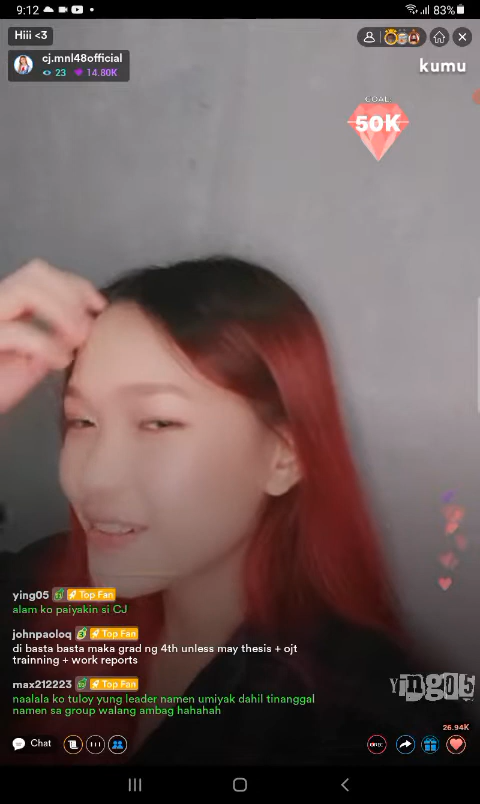 9:12
83%
Hiii <3
cj.mnl48official
23 14.80K
kumu
GOAL
50K
ying05 Top Fan
alam ko paiyakin si CJ
johnpaoloq Top Fan
di basta basta maka grad ng 4th unless may thesis + ojt
trainning + work reports
max212223 Top Fan
naalala ko tuloy yung leader namen umiyak dahil tinanggal
namen sa group walang ambag hahahah
Ying05
26.94K
Chat